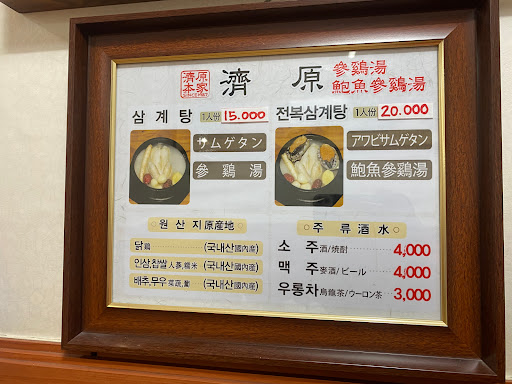 濟原本家
濟 原
參鷄湯
鮑魚參鷄湯
삼 계 탕 1人份 15.000
サムゲタン
參 鷄 湯
전복삼계탕 1人份 20.000
アワビサムゲタン
鮑魚參鷄湯
원 산 지 原産地
닭 鷄 (국내산 國內産)
인삼,찹쌀 人蔘,糯米 (국내산 國內産)
배추,무우 (국내산 國內産)
주 류 酒 水
소 주 酒/焼酎 4,000
맥 주 麥酒/ビール 4,000
우롱차 烏龍茶/ウーロン茶 3,000